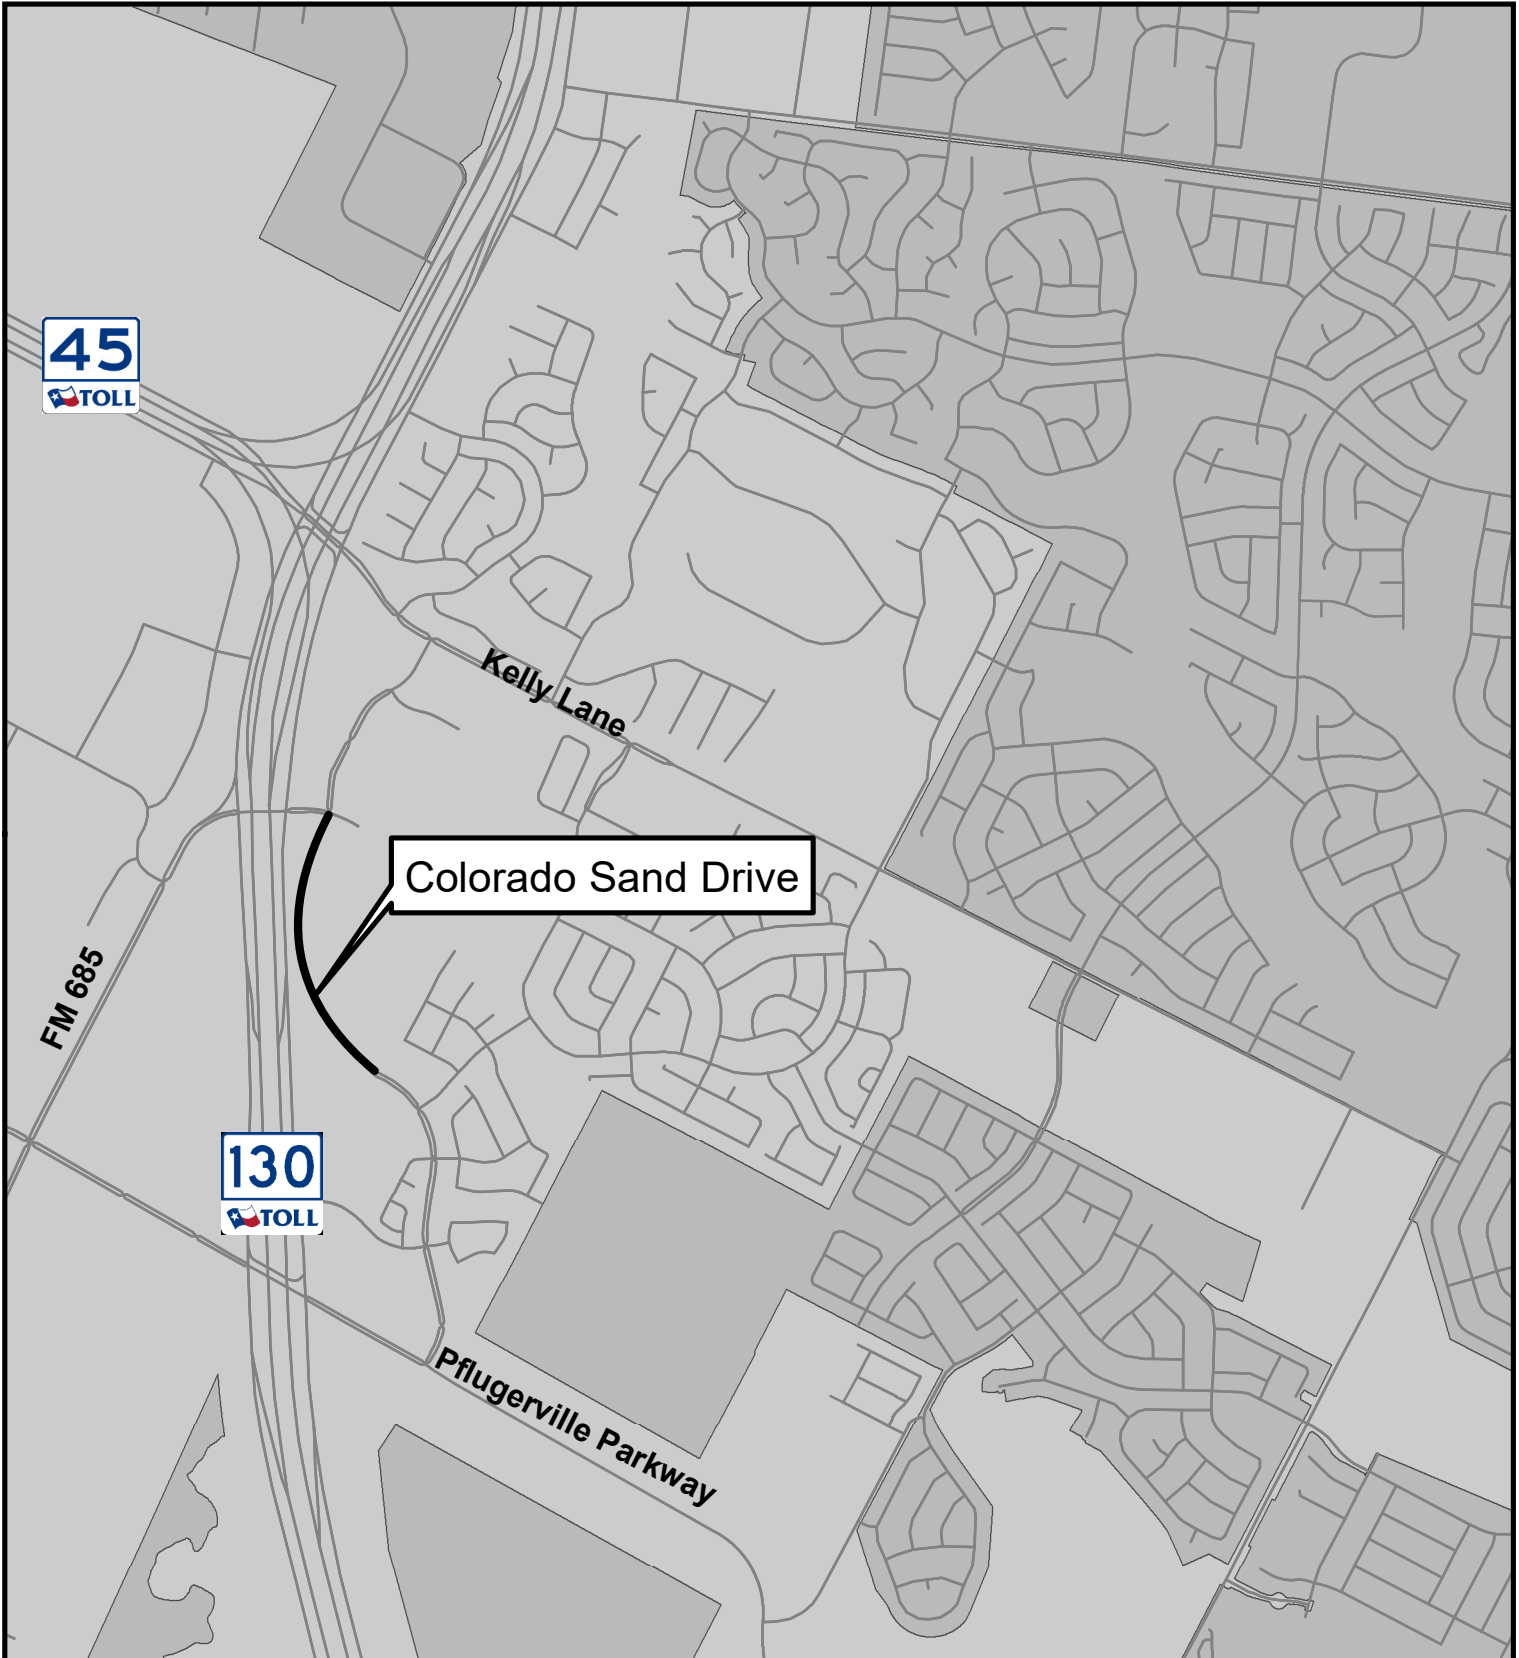 45
TOLL
Kelly Lane
Colorado Sand Drive
FM 685
130
TOLL
Pflugerville Parkway